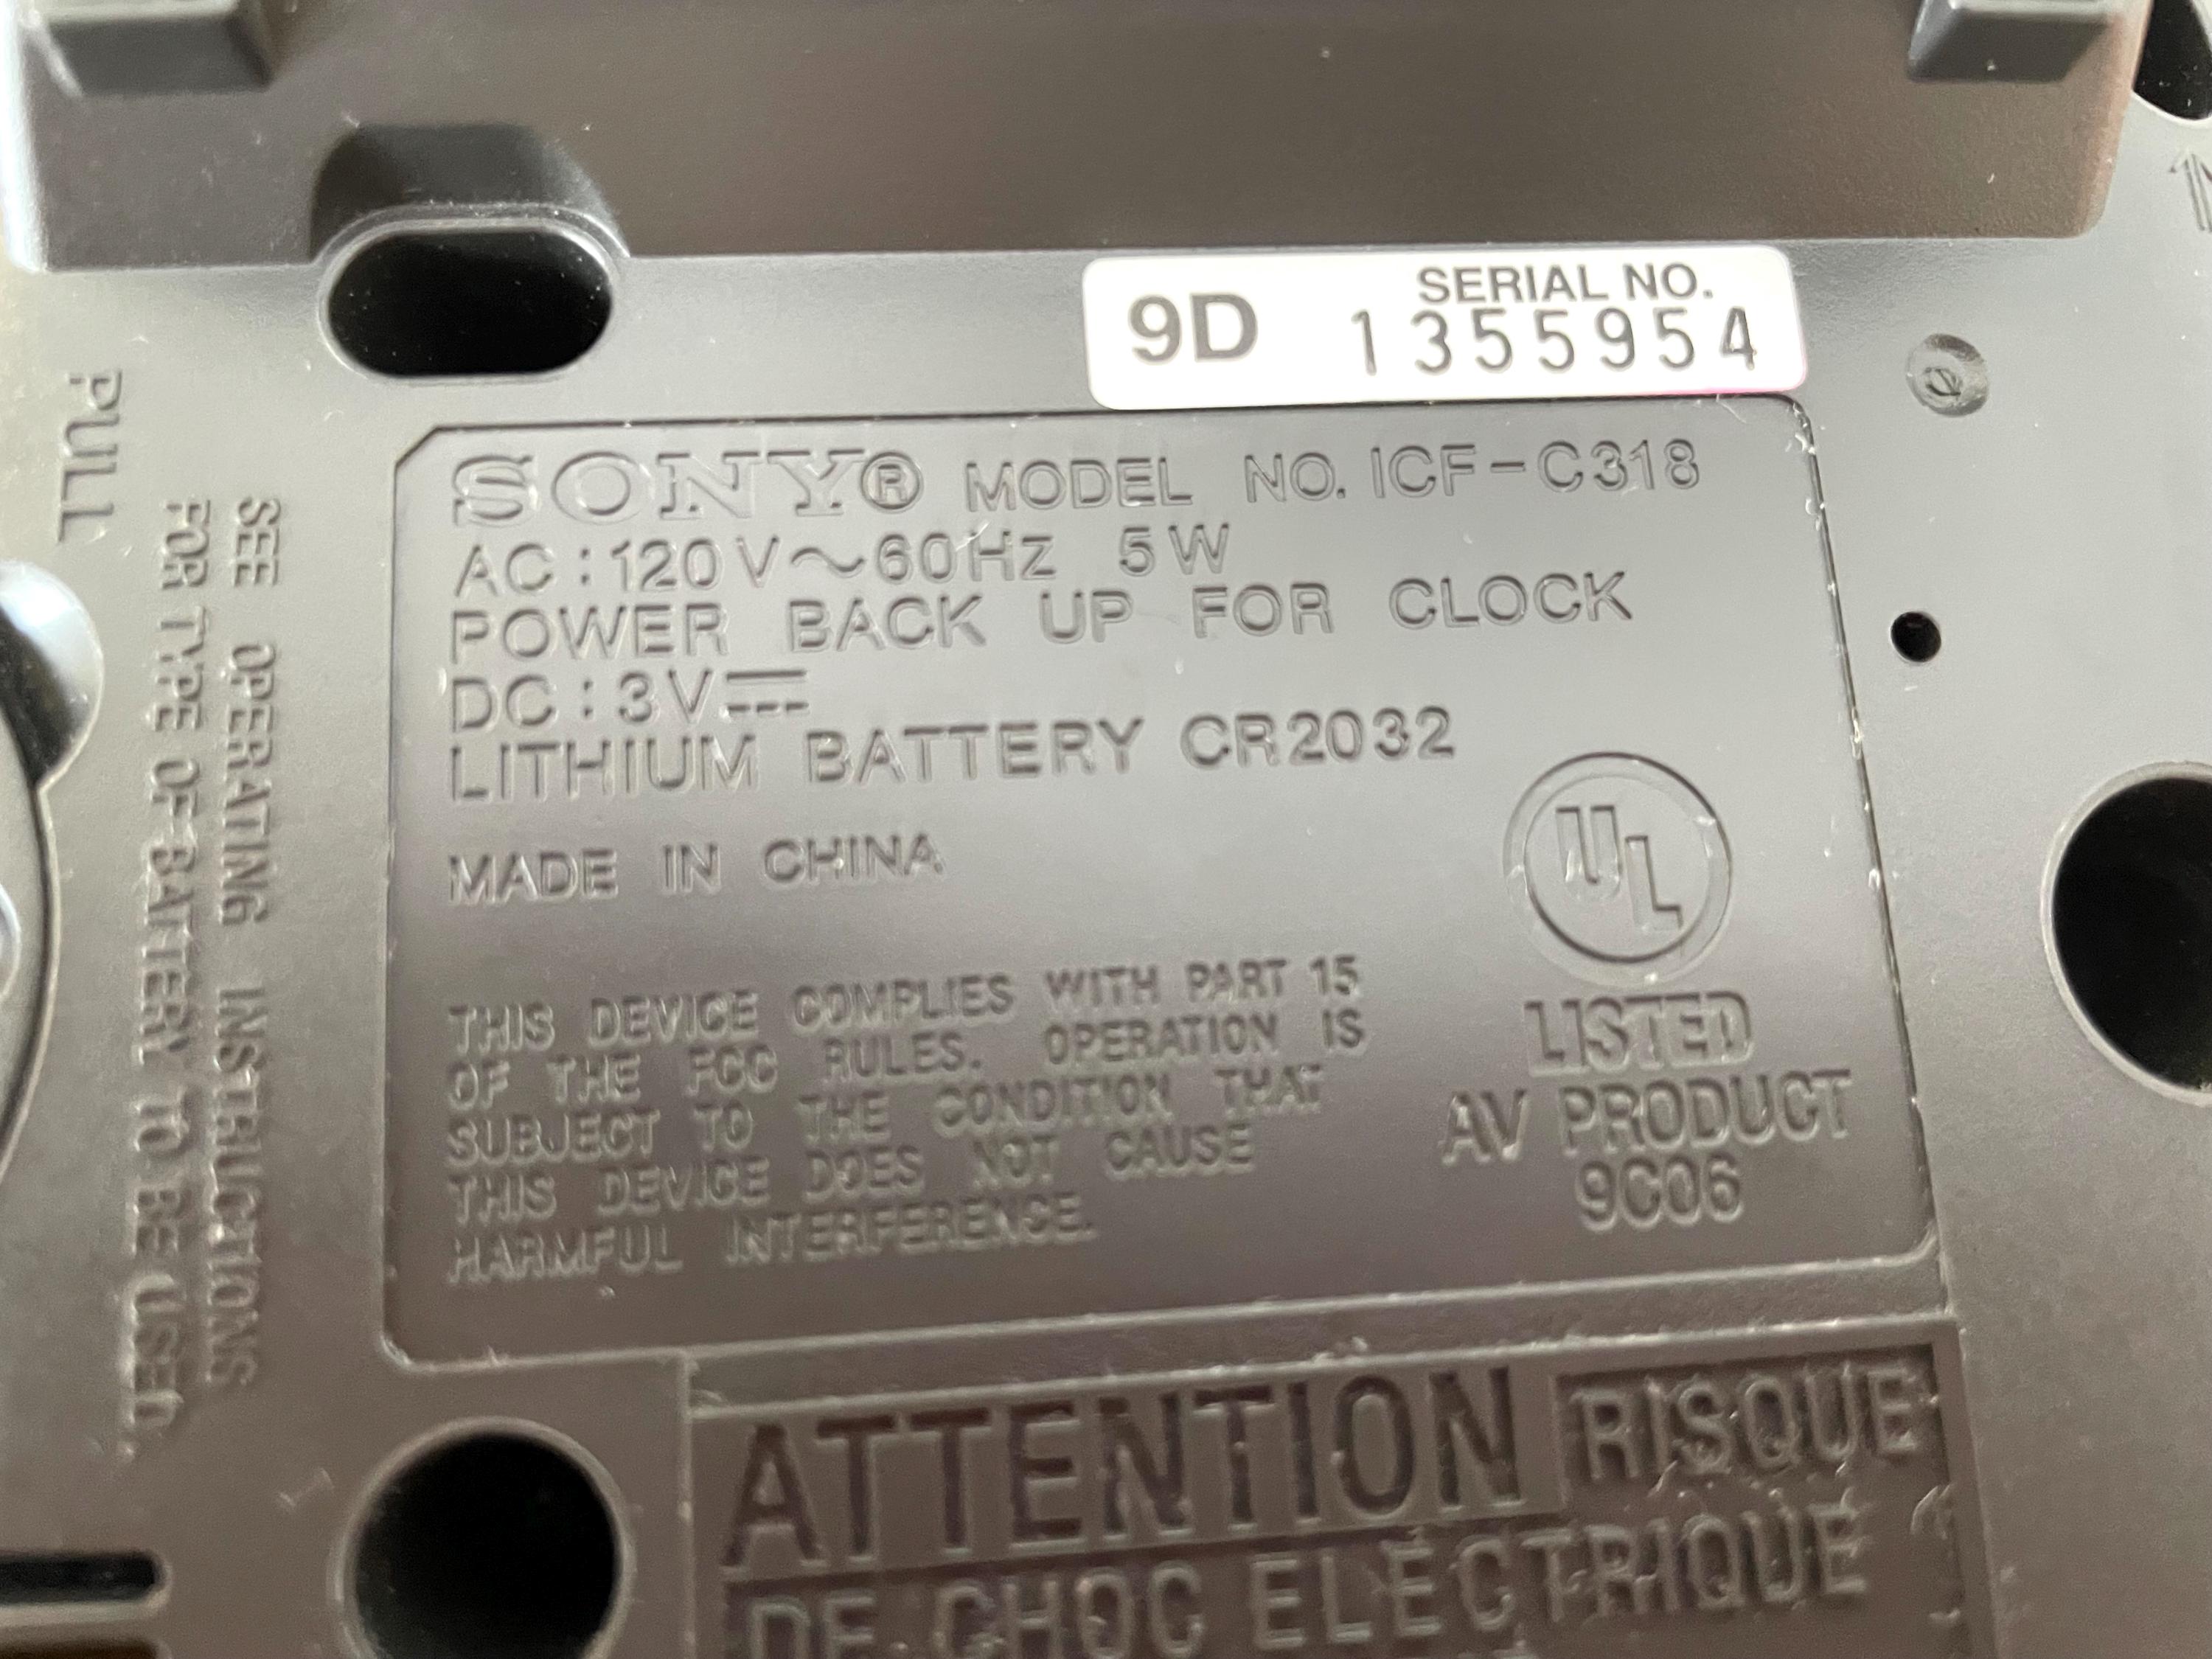 SERIAL NO.
9D 1355954
SONY® MODEL NO. ICF-C318
AC : 120V~60Hz 5W
POWER BACK UP FOR CLOCK
DC : 3V⎓
LITHIUM BATTERY CR2032
MADE IN CHINA
THIS DEVICE COMPLIES WITH PART 15
OF THE FCC RULES. OPERATION IS
SUBJECT TO THE CONDITION THAT
THIS DEVICE DOES NOT CAUSE
HARMFUL INTERFERENCE.
UL
LISTED
AV PRODUCT
9C06
PULL
SEE OPERATING INSTRUCTIONS
FOR TYPE OF BATTERY TO BE USED.
ATTENTION RISQUE
DE CHOC ELECTRIQUE